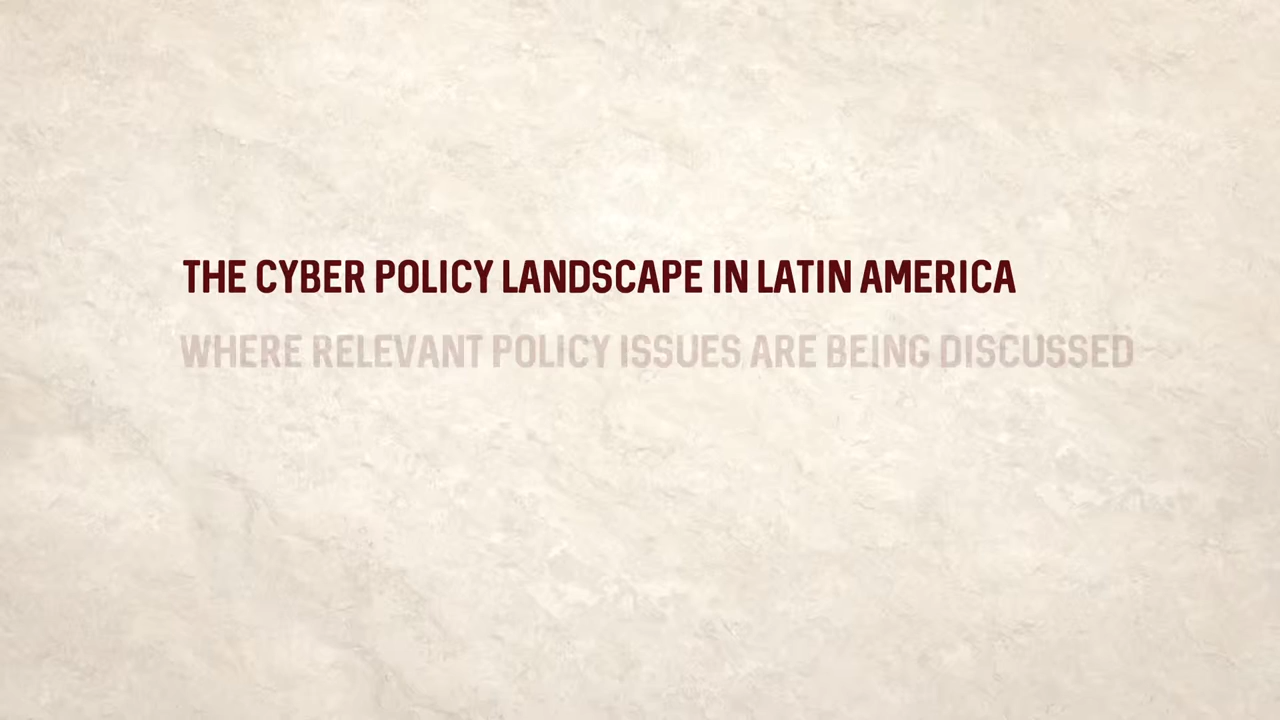 THE CYBER POLICY LANDSCAPE IN LATIN AMERICA
WHERE RELEVANT POLICY ISSUES ARE BEING DISCUSSED